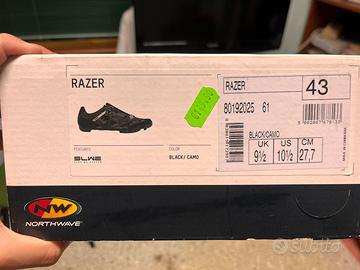 RAZER
FEATURES
SLWE
COLOR
BLACK/ CAMO
RAZER
80192025 61
43
BLACK/CAMO
UK
US
CM
9½
10½
27,7
NW
NORTHWAVE
subito